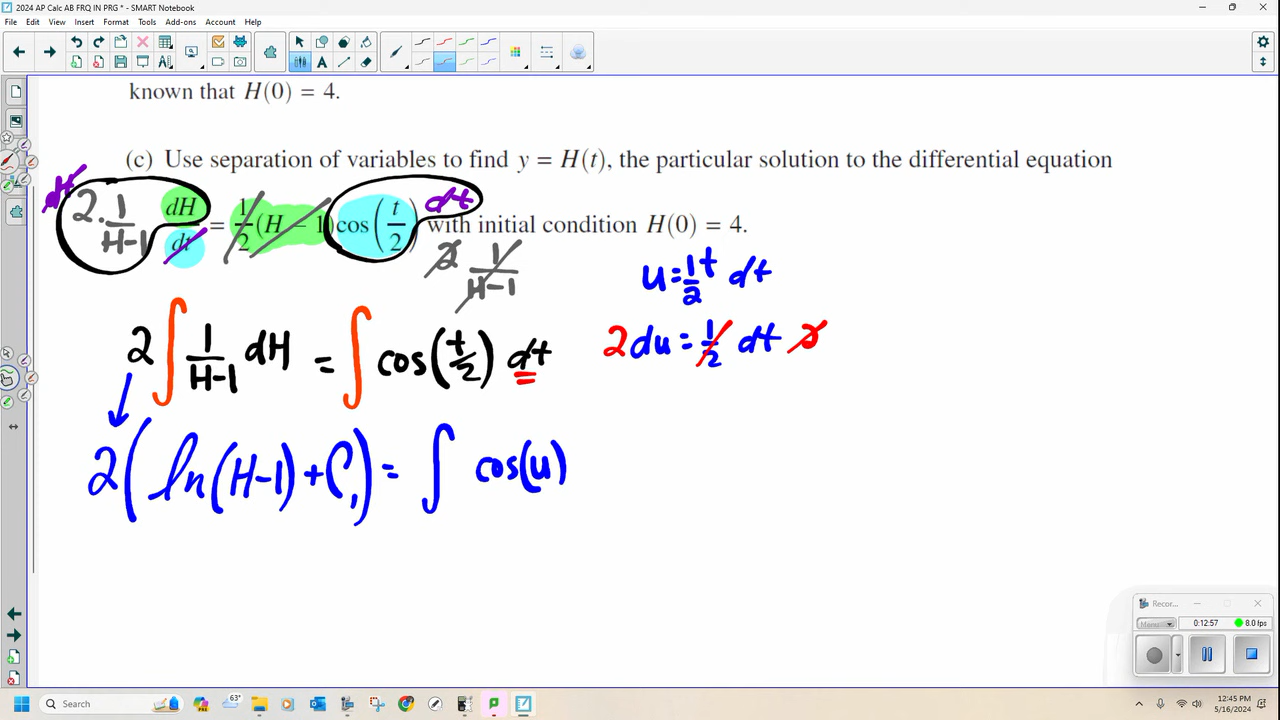 2024 AP Calc AB FRQ IN PRG * - SMART Notebook
File Edit View Insert Format Tools Add-ons Account Help
known that H(0) = 4.
(c) Use separation of variables to find y = H(t), the particular solution to the differential equation
dt 2·1/(H-1) dH/dt = 1/2 (H − 1)cos(t/2) dt with initial condition H(0) = 4.
2 1/(H-1)
u = 1/2 t dt
2 ∫ 1/(H-1) dH = ∫ cos(t/2) dt
2du = 1/2 dt 2
2( ln(H-1) + C₁) = ∫ cos(u)
Recor...
Menu 0:12:57 8.0 fps
Search
63°
12:45 PM
5/16/2024